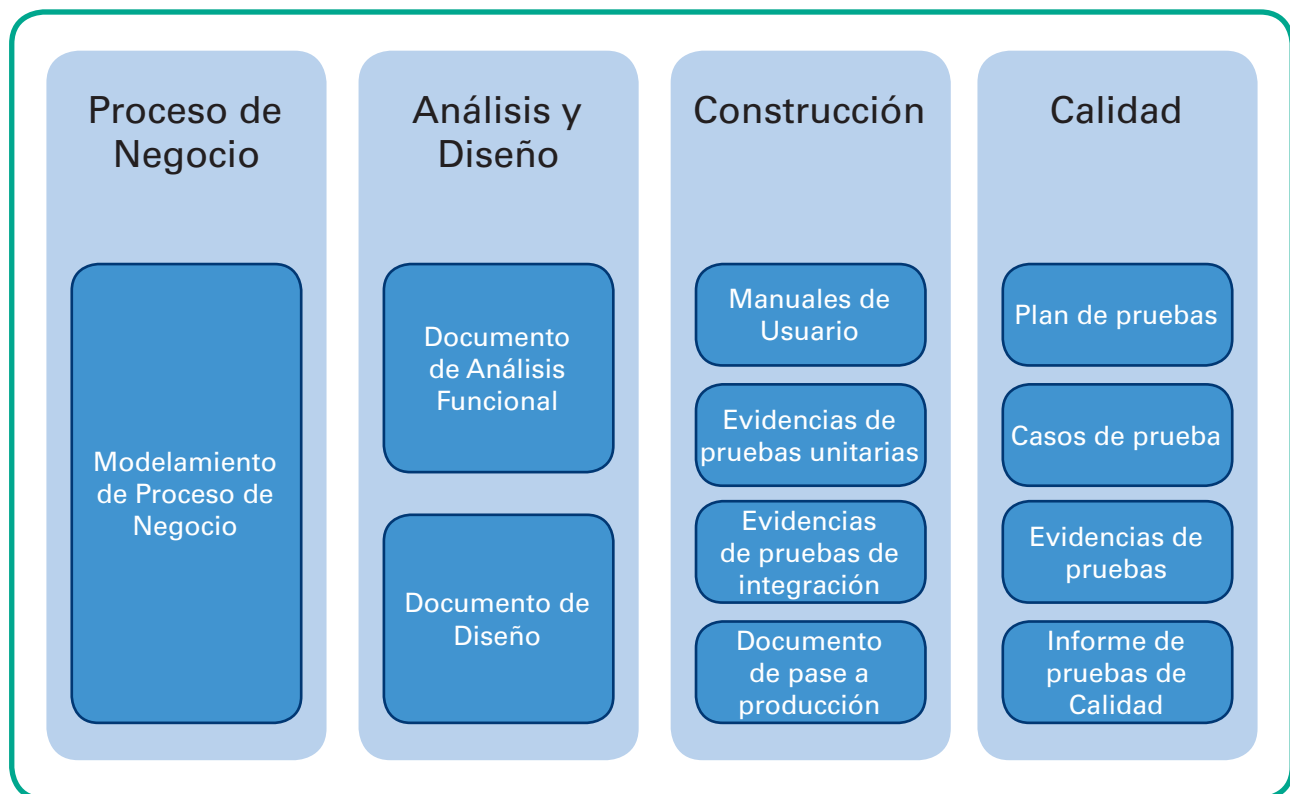 Proceso de
Negocio
Modelamiento
de Proceso de
Negocio
Análisis y
Diseño
Documento
de Análisis
Funcional
Documento de
Diseño
Construcción
Manuales de
Usuario
Evidencias de
pruebas unitarias
Evidencias
de pruebas de
integración
Documento
de pase a
producción
Calidad
Plan de pruebas
Casos de prueba
Evidencias de
pruebas
Informe de
pruebas de
Calidad